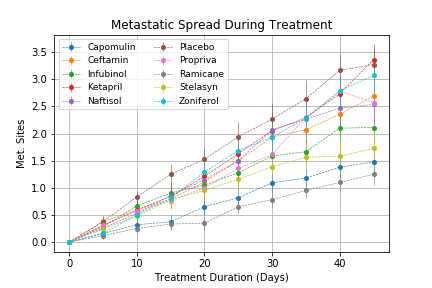 Metastatic Spread During Treatment
Capomulin
Ceftamin
Infubinol
Ketapril
Naftisol
Placebo
Propriva
Ramicane
Stelasyn
Zoniferol
Met. Sites
3.5
3.0
2.5
2.0
1.5
1.0
0.5
0.0
0 10 20 30 40
Treatment Duration (Days)